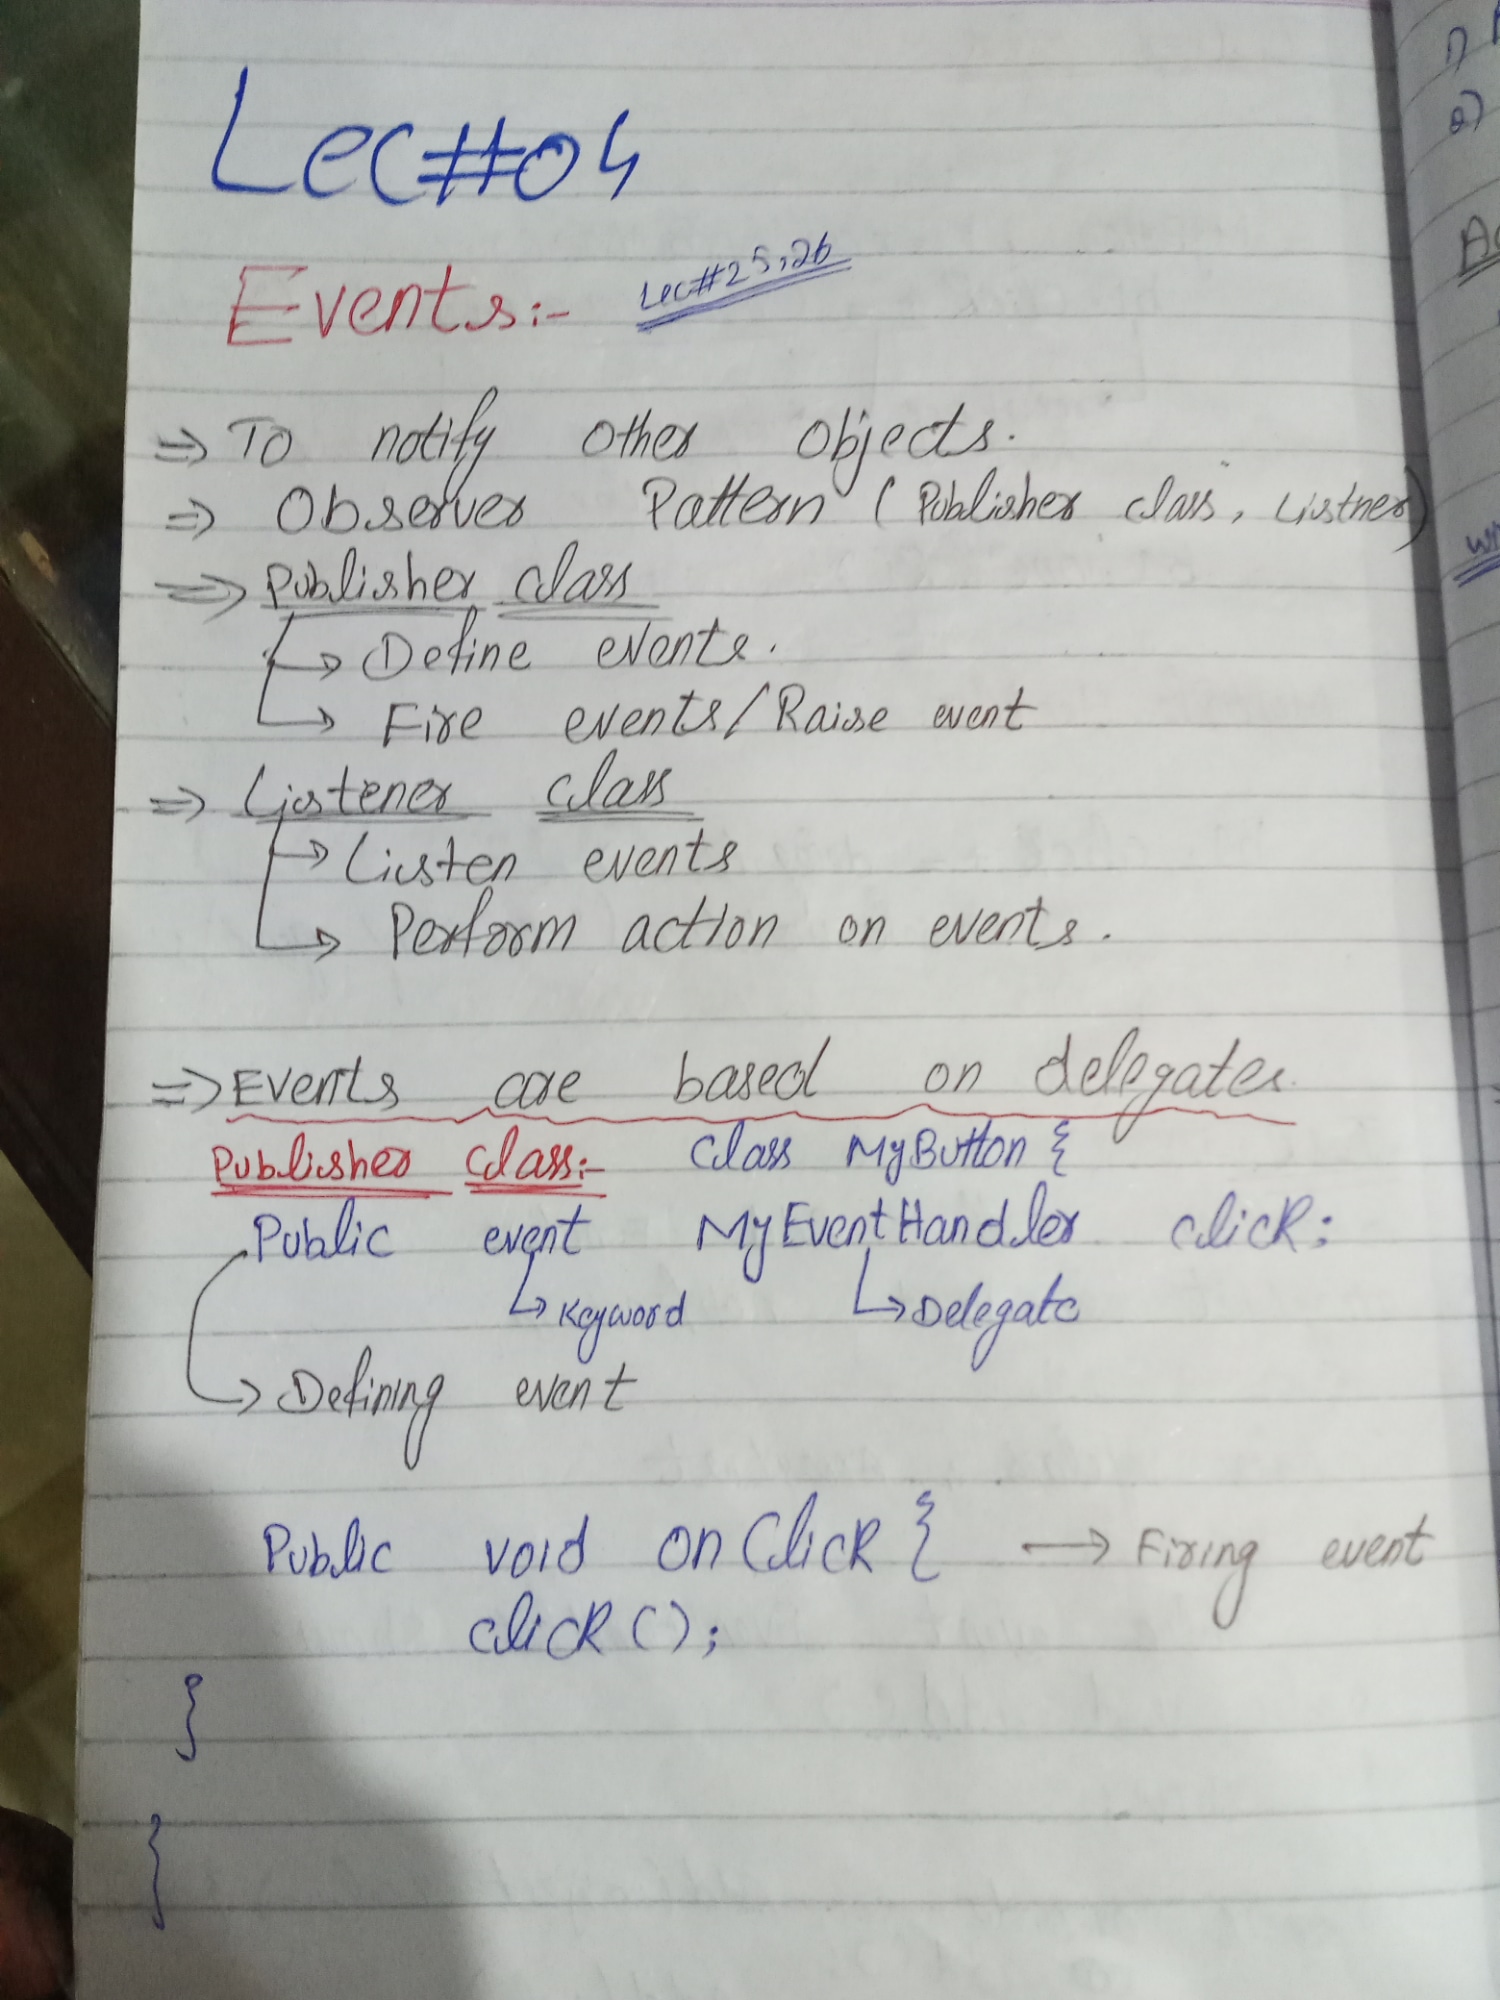 Lec#04
Events:-
Lec#25,26
⇒ To notify other objects.
⇒ Observer Pattern (Publisher class, Listner)
⇒ Publisher class
→ Define events.
→ Fire events/Raise event
⇒ Listener class
→ Listen events
→ Perform action on events.
⇒ Events are based on delegates.
Publisher class:- Class MyButton {
Public event MyEventHandler click;
→ Keyword → Delegate
→ Defining event
Public void onClick { → Firing event
click();
}
}